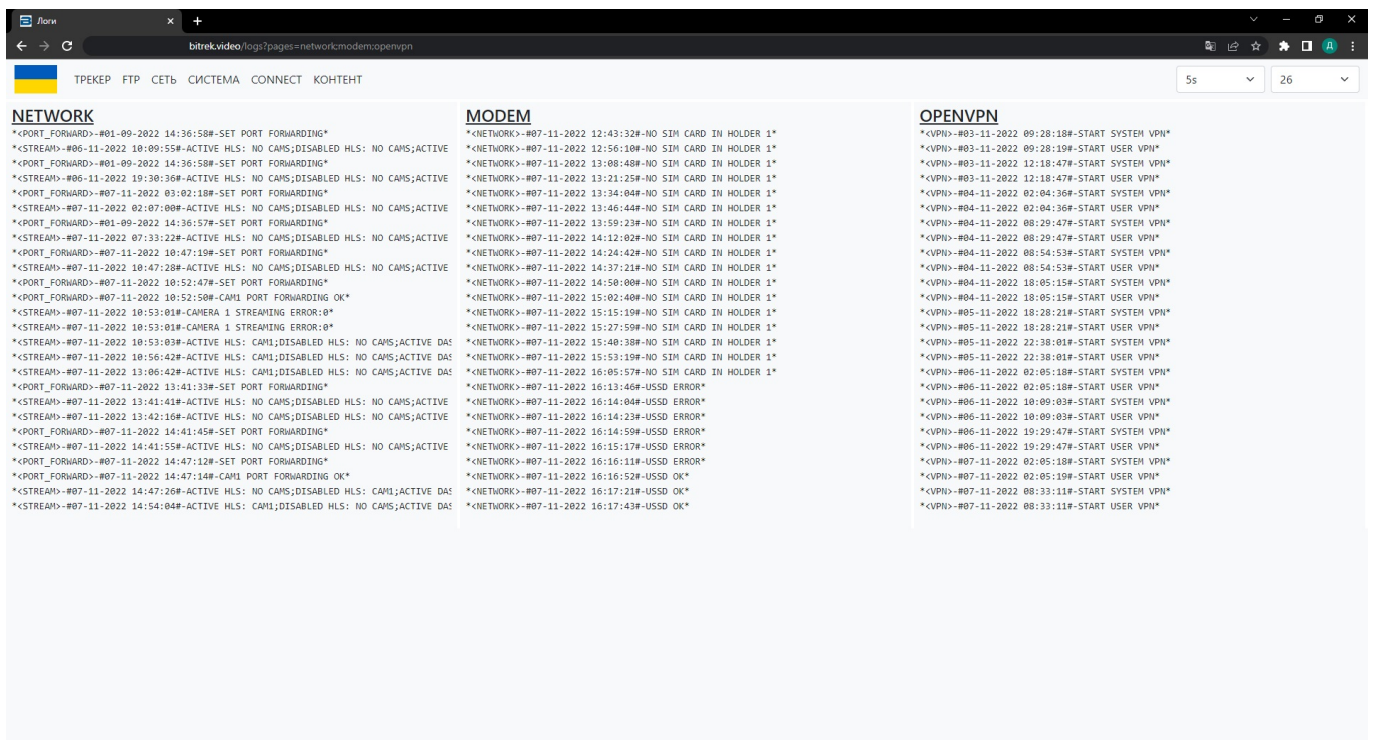 Логи
bitrek.video/logs?pages=network;modem;openvpn
ТРЕКЕР FTP СЕТЬ СИСТЕМА CONNECT КОНТЕНТ
5s
26
NETWORK
*<PORT_FORWARD>-#01-09-2022 14:36:58#-SET PORT FORWARDING*
*<STREAM>-#06-11-2022 10:09:55#-ACTIVE HLS: NO CAMS;DISABLED HLS: NO CAMS;ACTIVE
*<PORT_FORWARD>-#01-09-2022 14:36:58#-SET PORT FORWARDING*
*<STREAM>-#06-11-2022 19:30:36#-ACTIVE HLS: NO CAMS;DISABLED HLS: NO CAMS;ACTIVE
*<PORT_FORWARD>-#07-11-2022 03:02:18#-SET PORT FORWARDING*
*<STREAM>-#07-11-2022 02:07:00#-ACTIVE HLS: NO CAMS;DISABLED HLS: NO CAMS;ACTIVE
*<PORT_FORWARD>-#01-09-2022 14:36:57#-SET PORT FORWARDING*
*<STREAM>-#07-11-2022 07:33:22#-ACTIVE HLS: NO CAMS;DISABLED HLS: NO CAMS;ACTIVE
*<PORT_FORWARD>-#07-11-2022 10:47:19#-SET PORT FORWARDING*
*<STREAM>-#07-11-2022 10:47:28#-ACTIVE HLS: NO CAMS;DISABLED HLS: NO CAMS;ACTIVE
*<PORT_FORWARD>-#07-11-2022 10:52:47#-SET PORT FORWARDING*
*<PORT_FORWARD>-#07-11-2022 10:52:50#-CAM1 PORT FORWARDING OK*
*<STREAM>-#07-11-2022 10:53:01#-CAMERA 1 STREAMING ERROR:0*
*<STREAM>-#07-11-2022 10:53:01#-CAMERA 1 STREAMING ERROR:0*
*<STREAM>-#07-11-2022 10:53:03#-ACTIVE HLS: CAM1;DISABLED HLS: NO CAMS;ACTIVE DAS
*<STREAM>-#07-11-2022 10:56:42#-ACTIVE HLS: CAM1;DISABLED HLS: NO CAMS;ACTIVE DAS
*<STREAM>-#07-11-2022 13:06:42#-ACTIVE HLS: CAM1;DISABLED HLS: NO CAMS;ACTIVE DAS
*<PORT_FORWARD>-#07-11-2022 13:41:33#-SET PORT FORWARDING*
*<STREAM>-#07-11-2022 13:41:41#-ACTIVE HLS: NO CAMS;DISABLED HLS: NO CAMS;ACTIVE
*<STREAM>-#07-11-2022 13:42:16#-ACTIVE HLS: NO CAMS;DISABLED HLS: NO CAMS;ACTIVE
*<PORT_FORWARD>-#07-11-2022 14:41:45#-SET PORT FORWARDING*
*<STREAM>-#07-11-2022 14:41:55#-ACTIVE HLS: NO CAMS;DISABLED HLS: NO CAMS;ACTIVE
*<PORT_FORWARD>-#07-11-2022 14:47:12#-SET PORT FORWARDING*
*<PORT_FORWARD>-#07-11-2022 14:47:14#-CAM1 PORT FORWARDING OK*
*<STREAM>-#07-11-2022 14:47:26#-ACTIVE HLS: NO CAMS;DISABLED HLS: CAM1;ACTIVE DAS
*<STREAM>-#07-11-2022 14:54:04#-ACTIVE HLS: CAM1;DISABLED HLS: NO CAMS;ACTIVE DAS
MODEM
*<NETWORK>-#07-11-2022 12:43:32#-NO SIM CARD IN HOLDER 1*
*<NETWORK>-#07-11-2022 12:56:10#-NO SIM CARD IN HOLDER 1*
*<NETWORK>-#07-11-2022 13:08:48#-NO SIM CARD IN HOLDER 1*
*<NETWORK>-#07-11-2022 13:21:25#-NO SIM CARD IN HOLDER 1*
*<NETWORK>-#07-11-2022 13:34:04#-NO SIM CARD IN HOLDER 1*
*<NETWORK>-#07-11-2022 13:46:44#-NO SIM CARD IN HOLDER 1*
*<NETWORK>-#07-11-2022 13:59:23#-NO SIM CARD IN HOLDER 1*
*<NETWORK>-#07-11-2022 14:12:02#-NO SIM CARD IN HOLDER 1*
*<NETWORK>-#07-11-2022 14:24:42#-NO SIM CARD IN HOLDER 1*
*<NETWORK>-#07-11-2022 14:37:21#-NO SIM CARD IN HOLDER 1*
*<NETWORK>-#07-11-2022 14:50:00#-NO SIM CARD IN HOLDER 1*
*<NETWORK>-#07-11-2022 15:02:40#-NO SIM CARD IN HOLDER 1*
*<NETWORK>-#07-11-2022 15:15:19#-NO SIM CARD IN HOLDER 1*
*<NETWORK>-#07-11-2022 15:27:59#-NO SIM CARD IN HOLDER 1*
*<NETWORK>-#07-11-2022 15:40:38#-NO SIM CARD IN HOLDER 1*
*<NETWORK>-#07-11-2022 15:53:19#-NO SIM CARD IN HOLDER 1*
*<NETWORK>-#07-11-2022 16:05:57#-NO SIM CARD IN HOLDER 1*
*<NETWORK>-#07-11-2022 16:13:46#-USSD ERROR*
*<NETWORK>-#07-11-2022 16:14:04#-USSD ERROR*
*<NETWORK>-#07-11-2022 16:14:23#-USSD ERROR*
*<NETWORK>-#07-11-2022 16:14:59#-USSD ERROR*
*<NETWORK>-#07-11-2022 16:15:17#-USSD ERROR*
*<NETWORK>-#07-11-2022 16:16:11#-USSD ERROR*
*<NETWORK>-#07-11-2022 16:16:52#-USSD OK*
*<NETWORK>-#07-11-2022 16:17:21#-USSD OK*
*<NETWORK>-#07-11-2022 16:17:43#-USSD OK*
OPENVPN
*<VPN>-#03-11-2022 09:28:18#-START SYSTEM VPN*
*<VPN>-#03-11-2022 09:28:19#-START USER VPN*
*<VPN>-#03-11-2022 12:18:47#-START SYSTEM VPN*
*<VPN>-#03-11-2022 12:18:47#-START USER VPN*
*<VPN>-#04-11-2022 02:04:36#-START SYSTEM VPN*
*<VPN>-#04-11-2022 02:04:36#-START USER VPN*
*<VPN>-#04-11-2022 08:29:47#-START SYSTEM VPN*
*<VPN>-#04-11-2022 08:29:47#-START USER VPN*
*<VPN>-#04-11-2022 08:54:53#-START SYSTEM VPN*
*<VPN>-#04-11-2022 08:54:53#-START USER VPN*
*<VPN>-#04-11-2022 18:05:15#-START SYSTEM VPN*
*<VPN>-#04-11-2022 18:05:15#-START USER VPN*
*<VPN>-#05-11-2022 18:28:21#-START SYSTEM VPN*
*<VPN>-#05-11-2022 18:28:21#-START USER VPN*
*<VPN>-#05-11-2022 22:38:01#-START SYSTEM VPN*
*<VPN>-#05-11-2022 22:38:01#-START USER VPN*
*<VPN>-#06-11-2022 02:05:18#-START SYSTEM VPN*
*<VPN>-#06-11-2022 02:05:18#-START USER VPN*
*<VPN>-#06-11-2022 10:09:03#-START SYSTEM VPN*
*<VPN>-#06-11-2022 10:09:03#-START USER VPN*
*<VPN>-#06-11-2022 19:29:47#-START SYSTEM VPN*
*<VPN>-#06-11-2022 19:29:47#-START USER VPN*
*<VPN>-#07-11-2022 02:05:18#-START SYSTEM VPN*
*<VPN>-#07-11-2022 02:05:19#-START USER VPN*
*<VPN>-#07-11-2022 08:33:11#-START SYSTEM VPN*
*<VPN>-#07-11-2022 08:33:11#-START USER VPN*